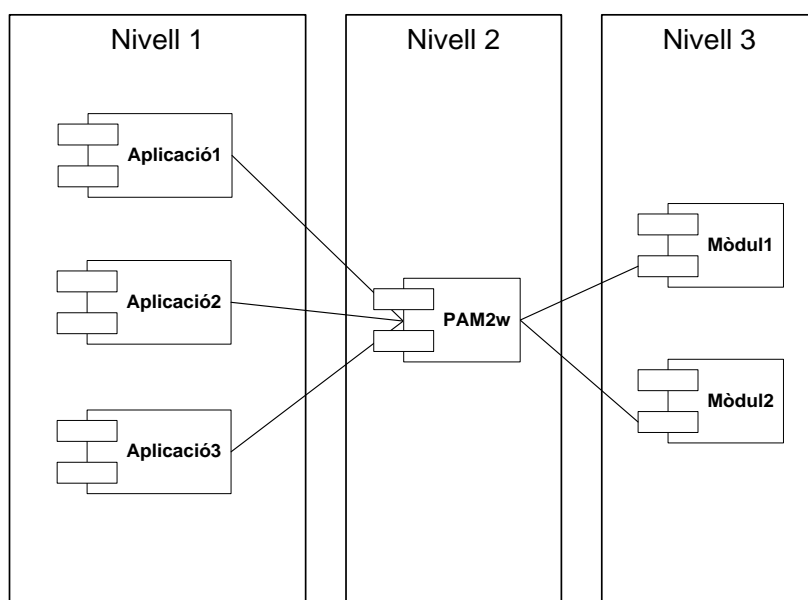 Nivell 1
Nivell 2
Nivell 3
Aplicació1
Aplicació2
Aplicació3
PAM2w
Mòdul1
Mòdul2